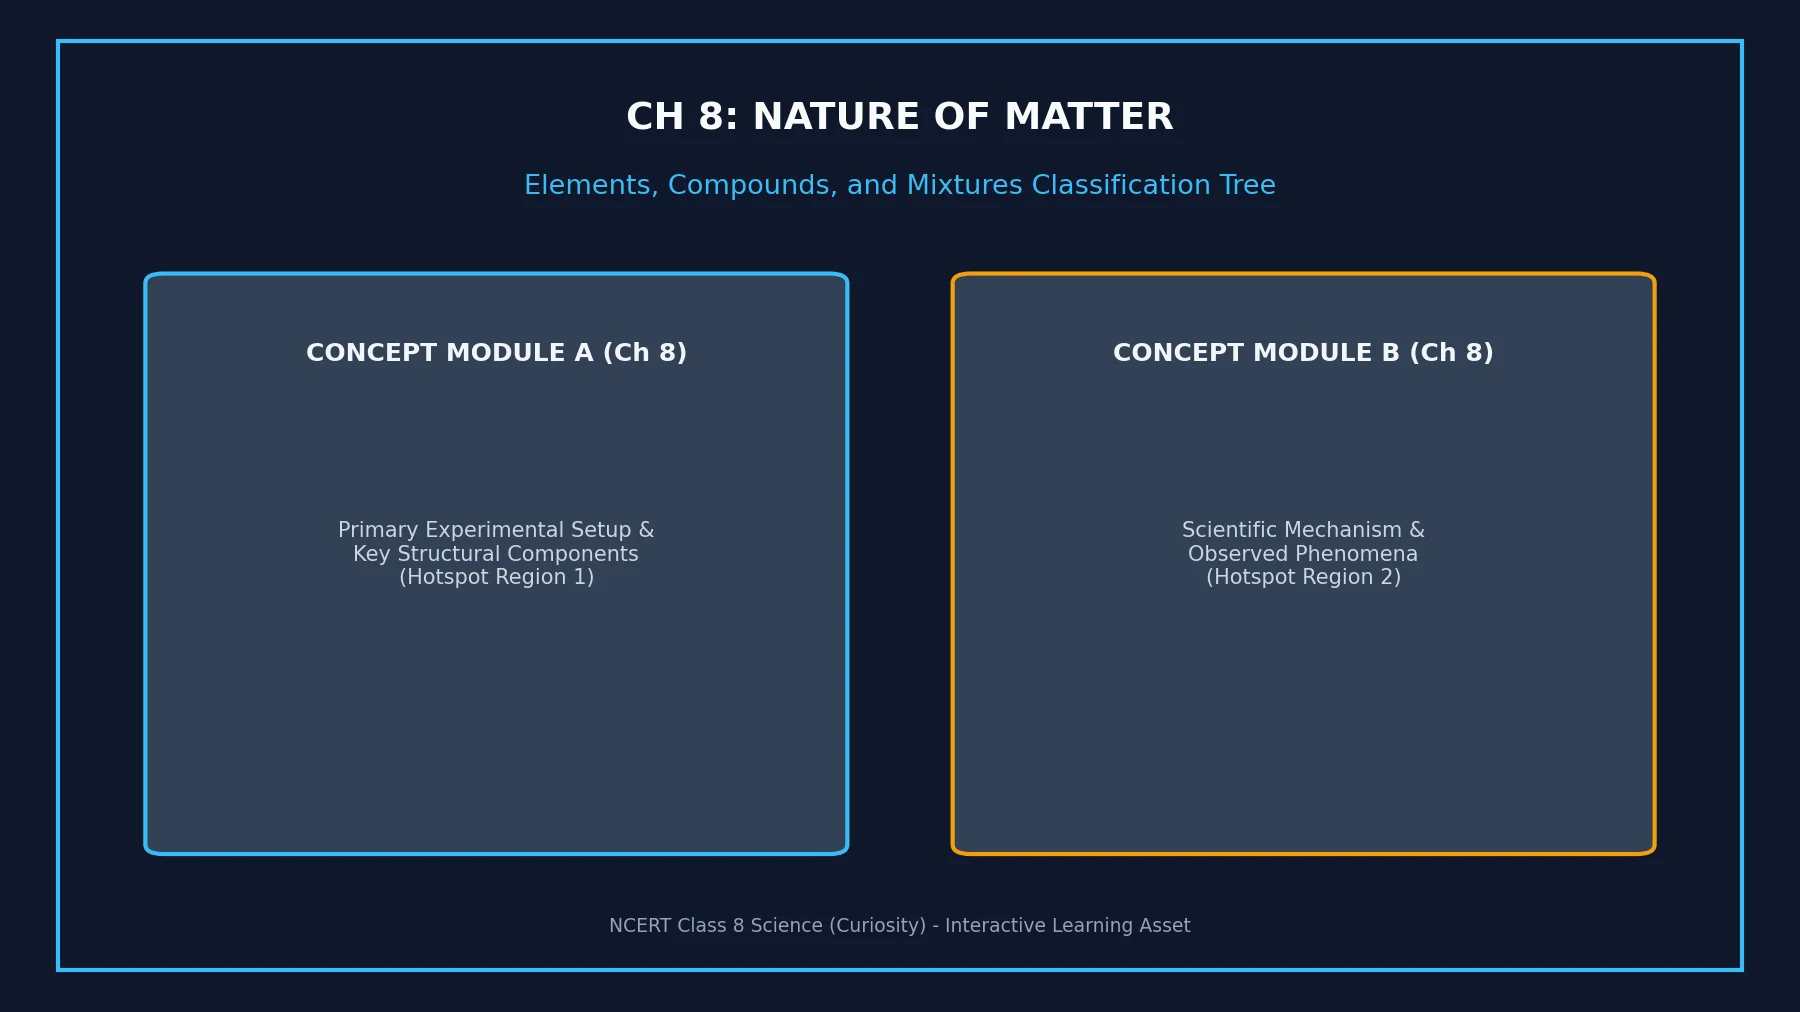 CH 8: NATURE OF MATTER
Elements, Compounds, and Mixtures Classification Tree
CONCEPT MODULE A (Ch 8)
Primary Experimental Setup &
Key Structural Components
(Hotspot Region 1)
CONCEPT MODULE B (Ch 8)
Scientific Mechanism &
Observed Phenomena
(Hotspot Region 2)
NCERT Class 8 Science (Curiosity) - Interactive Learning Asset